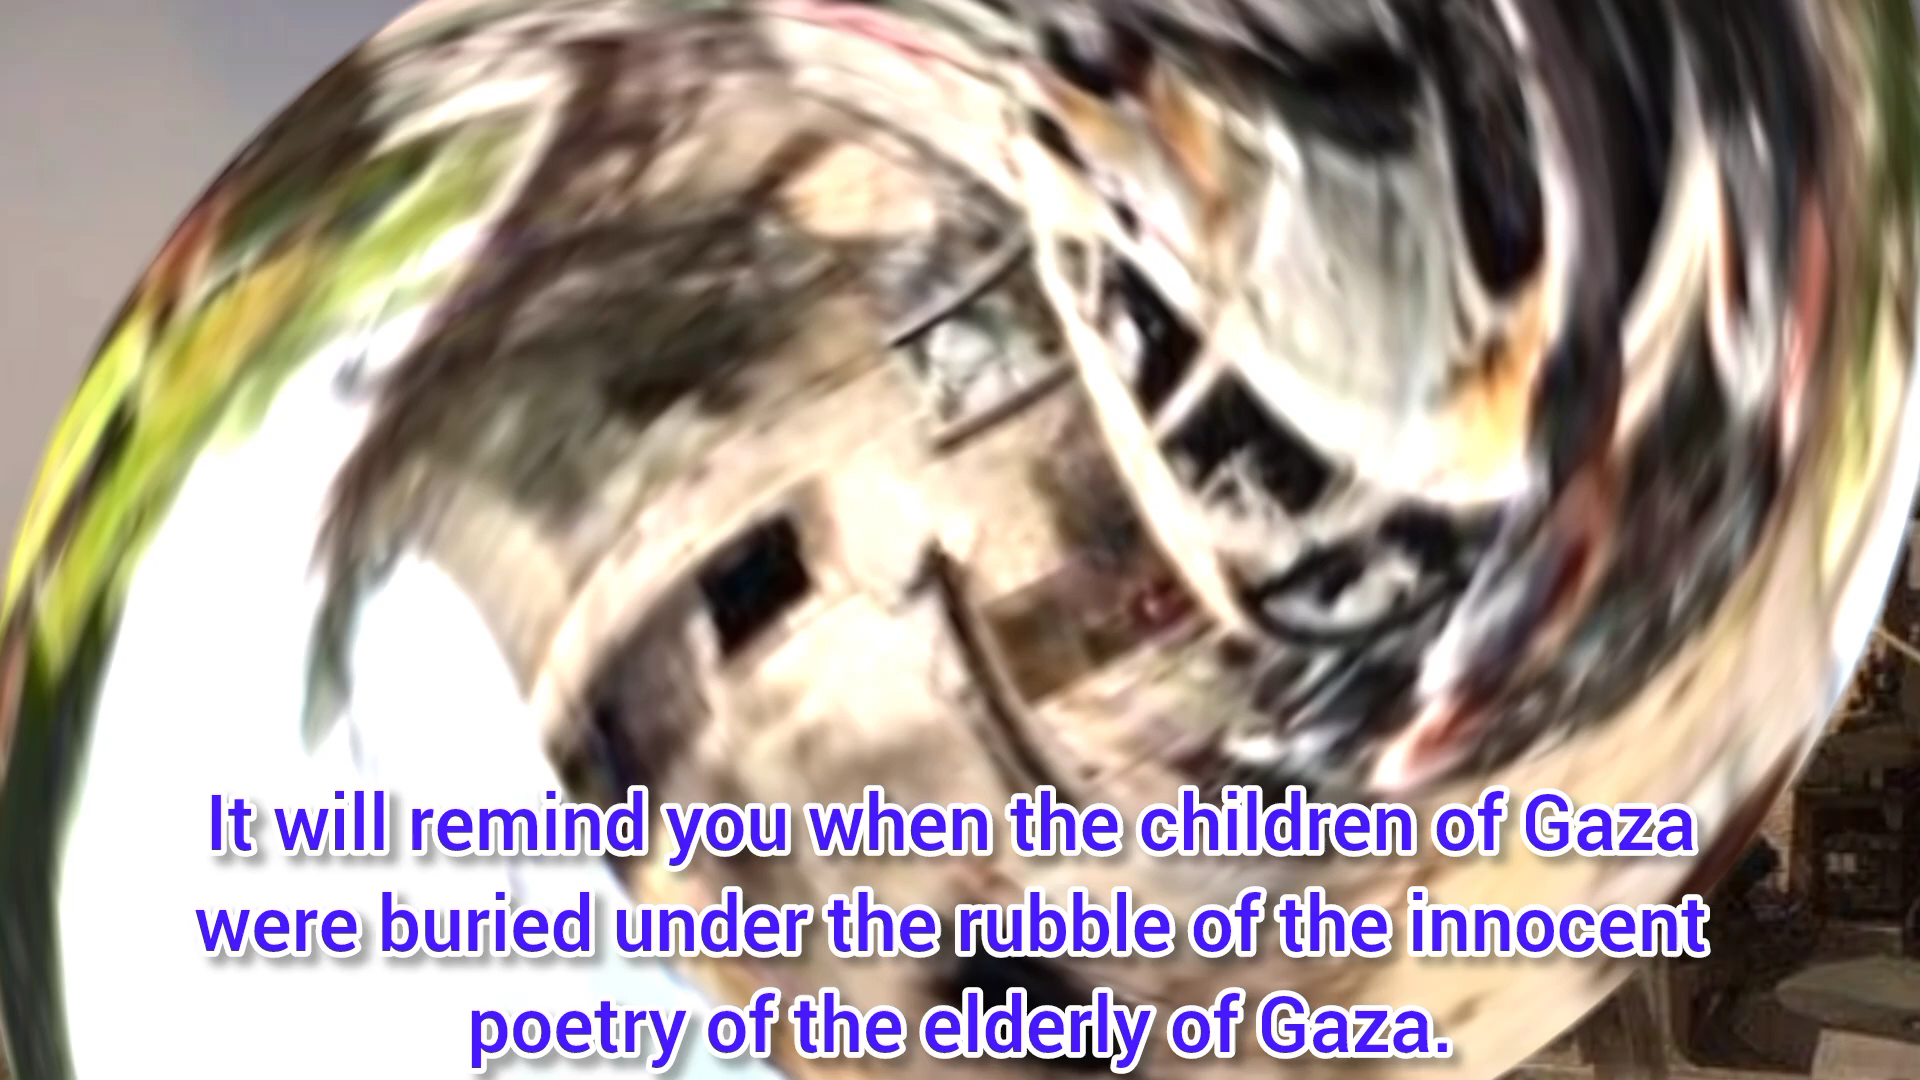 It will remind you when the children of Gaza
were buried under the rubble of the innocent
poetry of the elderly of Gaza.